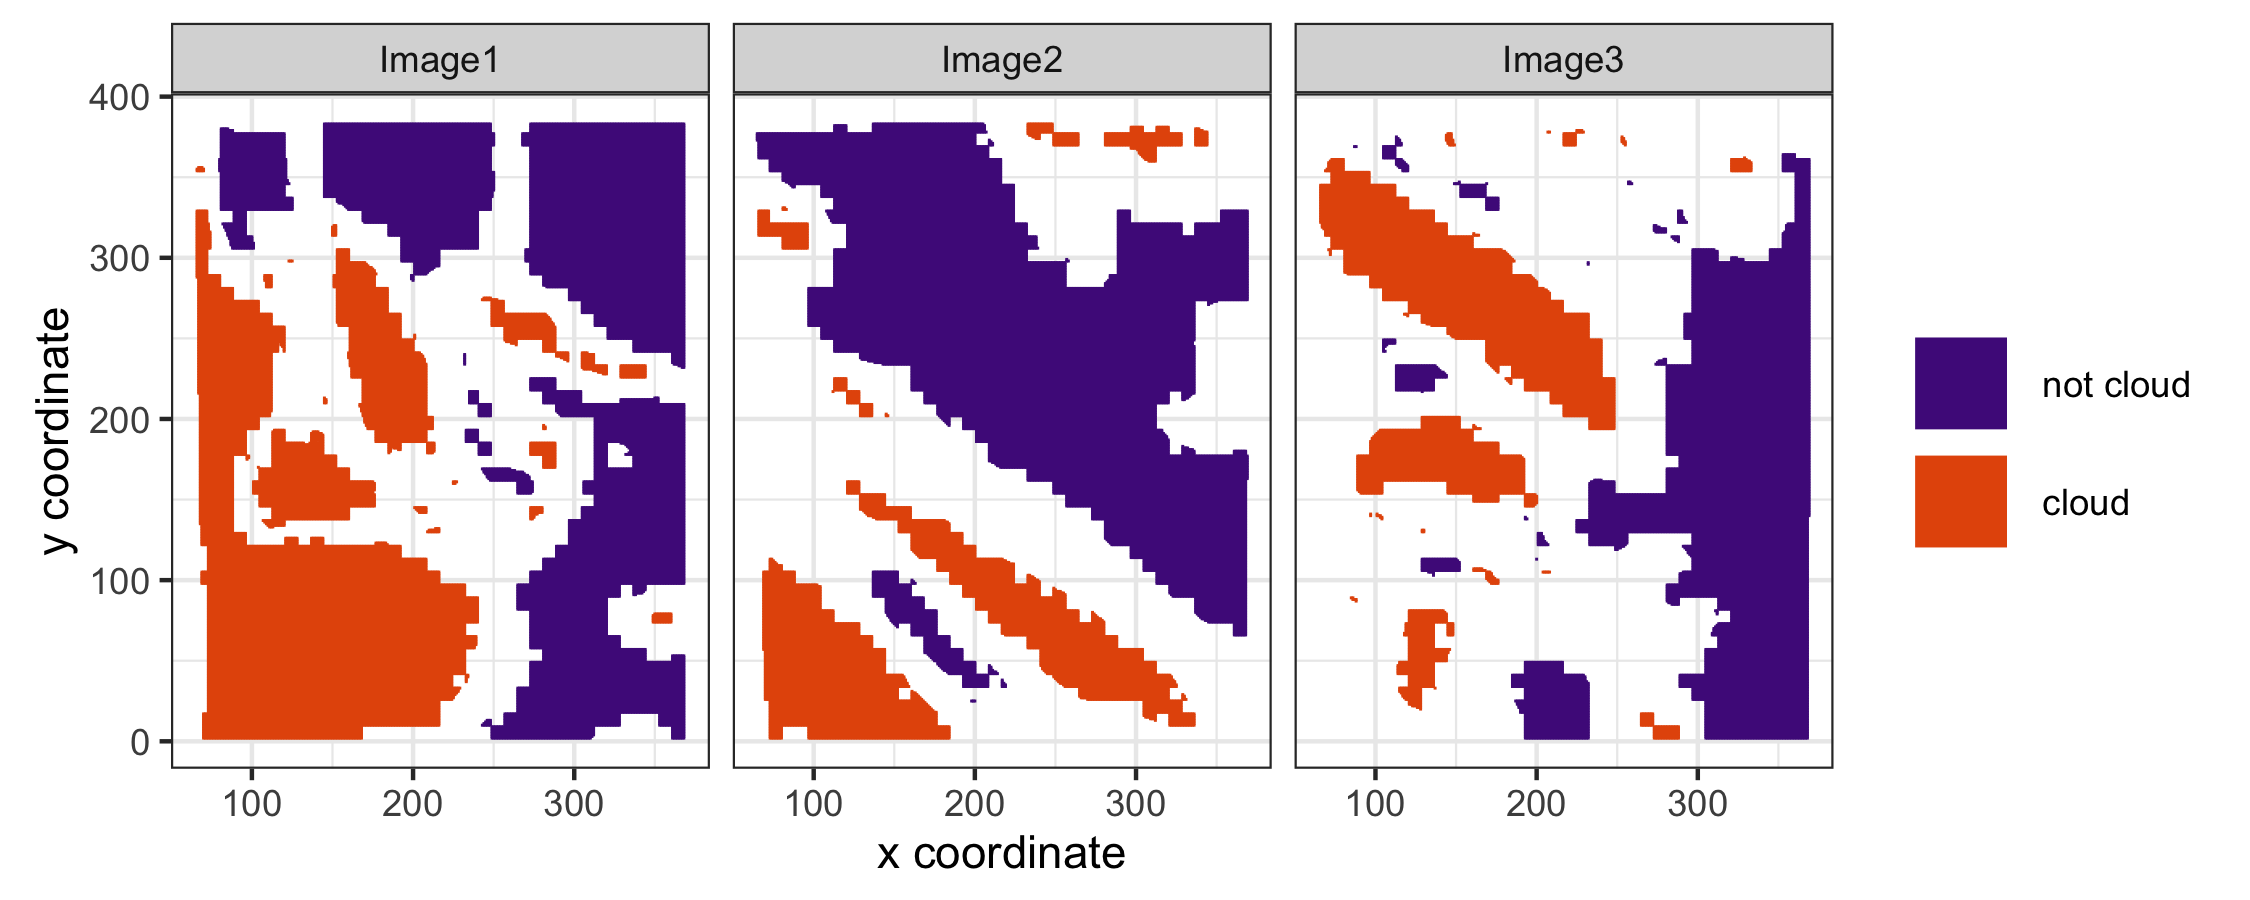 Image1 Image2 Image3
400
300
200
100
0
y coordinate
100 200 300 100 200 300 100 200 300
x coordinate
not cloud
cloud